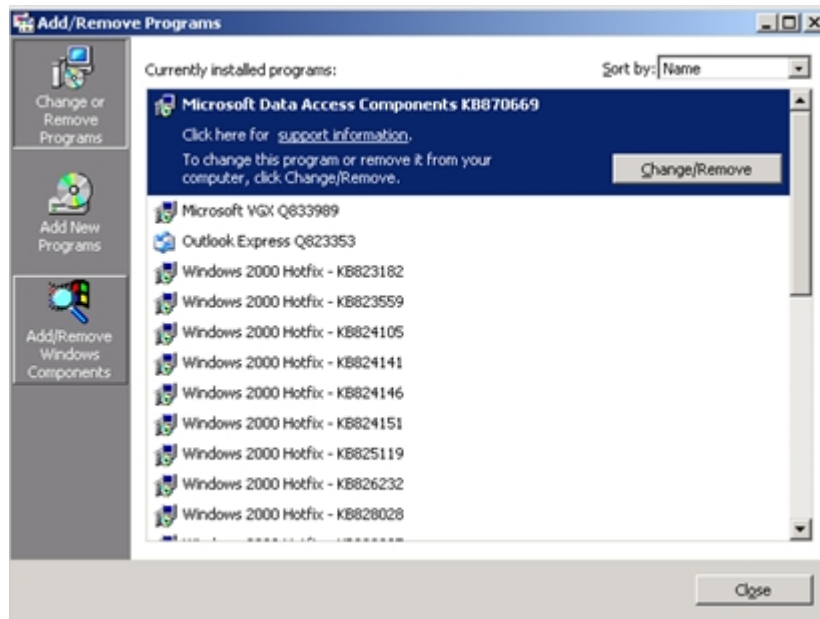 Add/Remove Programs
Change or
Remove
Programs
Add New
Programs
Add/Remove
Windows
Components
Currently installed programs:
Sort by: Name
Microsoft Data Access Components KB870669
Click here for support information.
To change this program or remove it from your
computer, click Change/Remove.
Change/Remove
Microsoft VGX Q833989
Outlook Express Q823353
Windows 2000 Hotfix - KB823182
Windows 2000 Hotfix - KB823559
Windows 2000 Hotfix - KB824105
Windows 2000 Hotfix - KB824141
Windows 2000 Hotfix - KB824146
Windows 2000 Hotfix - KB824151
Windows 2000 Hotfix - KB825119
Windows 2000 Hotfix - KB826232
Windows 2000 Hotfix - KB828028
Close